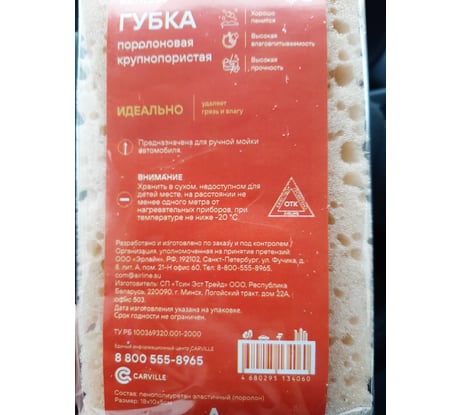 ГУБКА
поролоновая
крупнопористая
Хорошо
пенится
Высокая
влаговпитываемость
Высокая
прочность
ИДЕАЛЬНО
удаляет
грязь и влагу
Предназначена для ручной мойки
автомобиля.
ВНИМАНИЕ
Хранить в сухом, недоступном для
детей месте, на расстоянии не
менее одного метра от
нагревательных приборов, при
температуре не ниже -20 °С.
ОТК
Разработано и изготовлено по заказу и под контролем /
Организация, уполномоченная на принятие претензий:
ООО «Эрлайн», РФ, 192102, Санкт-Петербург, ул. Фучика, д.
8, лит. А, пом. 21-Н офис 60. Тел: 8-800-555-8965,
com@airline.su
Изготовитель: СП «Тсин Эст Трейд» ООО, Республика
Беларусь, 220090, г. Минск, Логойский тракт, дом 22А,
офис 503.
Дата изготовления указана на упаковке.
Срок годности не ограничен.
ТУ РБ 100369320.001-2000
Единый информационный центр CARVILLE
8 800 555-8965
CARVILLE
4 680295 134060
Состав: пенополиуретан эластичный (поролон)
Размер: 18х10х